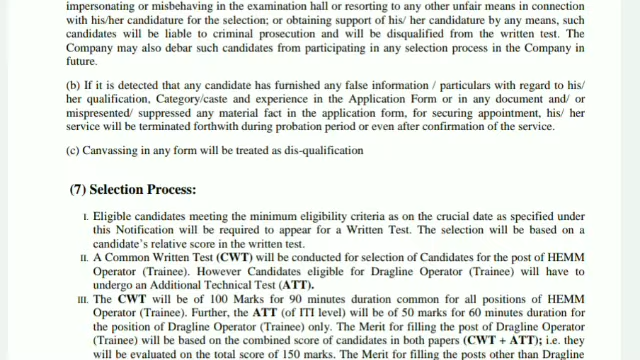 impersonating or misbehaving in the examination hall or resorting to any other unfair means in connection
with his/her candidature for the selection; or obtaining support of his/ her candidature by any means, such
candidates will be liable to criminal prosecution and will be disqualified from the written test. The
Company may also debar such candidates from participating in any selection process in the Company in
future.
(b) If it is detected that any candidate has furnished any false information / particulars with regard to his/
her qualification, Category/caste and experience in the Application Form or in any document and/ or
mispresented/ suppressed any material fact in the application form, for securing appointment, his/ her
service will be terminated forthwith during probation period or even after confirmation of the service.
(c) Canvassing in any form will be treated as dis-qualification
(7) Selection Process:
I. Eligible candidates meeting the minimum eligibility criteria as on the crucial date as specified under
this Notification will be required to appear for a Written Test. The selection will be based on a
candidate's relative score in the written test.
II. A Common Written Test (CWT) will be conducted for selection of Candidates for the post of HEMM
Operator (Trainee). However Candidates eligible for Dragline Operator (Trainee) will have to
undergo an Additional Technical Test (ATT).
III. The CWT will be of 100 Marks for 90 minutes duration common for all positions of HEMM
Operator (Trainee). Further, the ATT (of ITI level) will be of 50 marks for 60 minutes duration for
the position of Dragline Operator (Trainee) only. The Merit for filling the post of Dragline Operator
(Trainee) will be based on the combined score of candidates in both papers (CWT + ATT); i.e. they
will be evaluated on the total score of 150 marks. The Merit for filling the posts other than Dragline